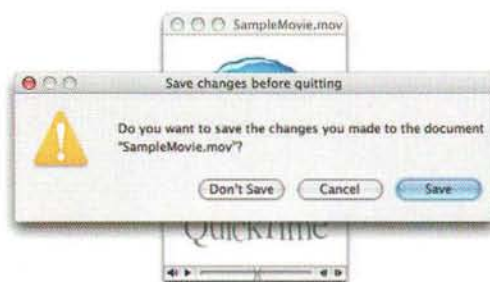 SampleMovie.mov
Save changes before quitting
Do you want to save the changes you made to the document
"SampleMovie.mov"?
Don't Save
Cancel
Save
QuickTime